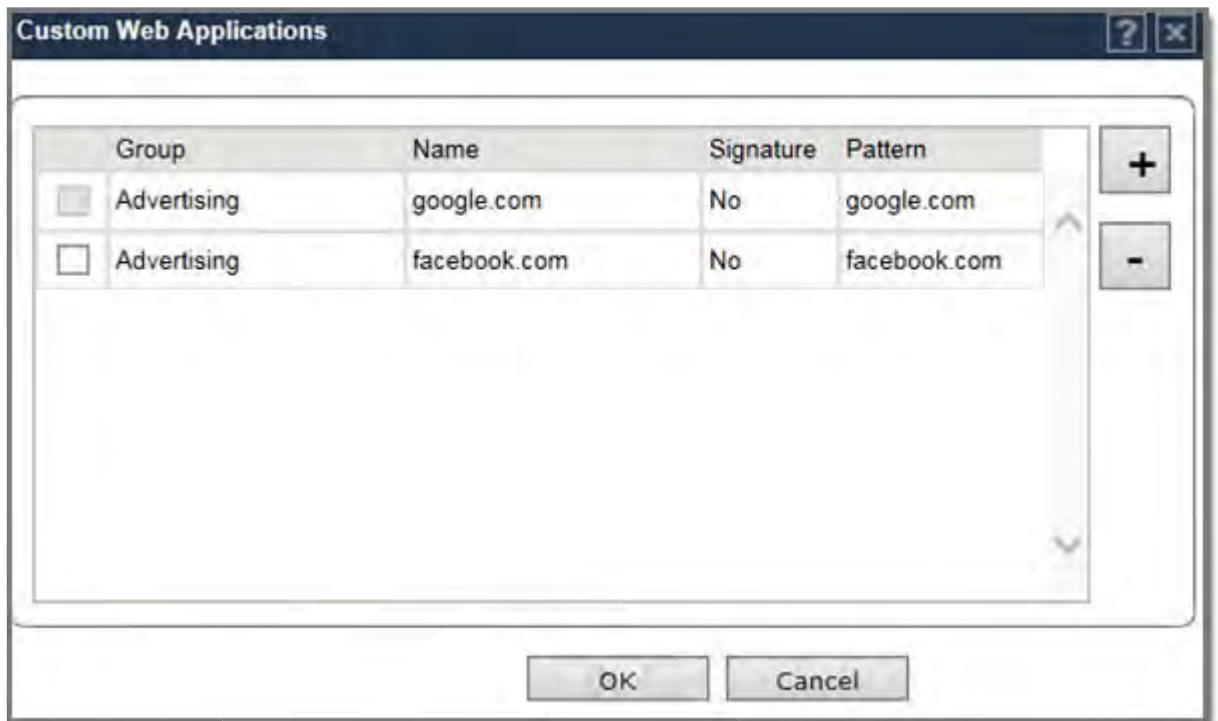 Custom Web Applications ? ×
Group Name Signature Pattern
+
Advertising google.com No google.com
Advertising facebook.com No facebook.com
-
OK Cancel